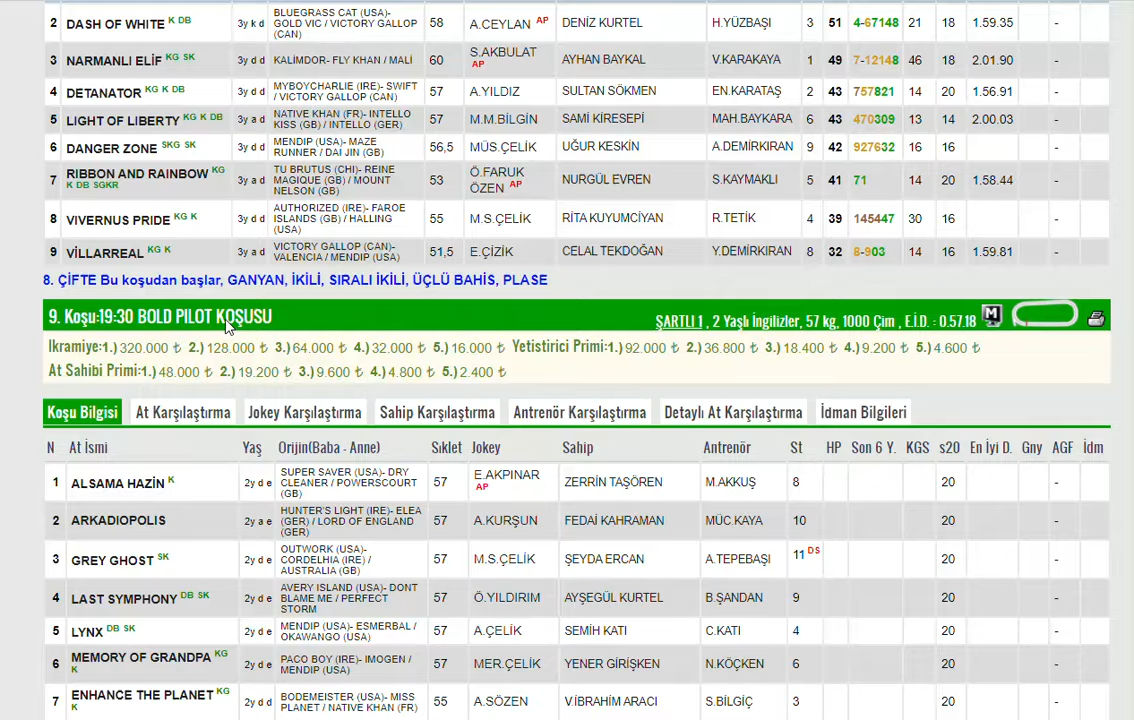 2 DASH OF WHITE K DB 3y k d BLUEGRASS CAT (USA)- GOLD VIC / VICTORY GALLOP (CAN) 58 A.CEYLAN AP DENİZ KURTEL H.YÜZBAŞI 3 51 4-67148 21 18 1.59.35 -
3 NARMANLI ELİF KG SK 3y d d KALİMDOR- FLY KHAN / MALİ 60 S.AKBULAT AP AYHAN BAYKAL V.KARAKAYA 1 49 7-12148 46 18 2.01.90 -
4 DETANATOR KG K DB 3y d d MYBOYCHARLIE (IRE)- SWIFT / VICTORY GALLOP (CAN) 57 A.YILDIZ SULTAN SÖKMEN EN.KARATAŞ 2 43 757821 14 20 1.56.91 -
5 LIGHT OF LIBERTY KG K DB 3y a d NATIVE KHAN (FR)- INTELLO KISS (GB) / INTELLO (GER) 57 M.M.BİLGİN SAMİ KİRESEPİ MAH.BAYKARA 6 43 470309 13 14 2.00.03 -
6 DANGER ZONE SKG SK 3y d d MENDIP (USA)- MAZE RUNNER / DAI JIN (GB) 56,5 MÜS.ÇELİK UĞUR KESKİN A.DEMİRKIRAN 9 42 927632 16 16 -
7 RIBBON AND RAINBOW KG K DB SGKR 3y a d TU BRUTUS (CHI)- REINE MAGIQUE (GB) / MOUNT NELSON (GB) 53 Ö.FARUK ÖZEN AP NURGÜL EVREN S.KAYMAKLI 5 41 71 14 20 1.58.44 -
8 VIVERNUS PRIDE KG K 3y d d AUTHORIZED (IRE)- FAROE ISLANDS (GB) / HALLING (USA) 55 M.S.ÇELİK RİTA KUYUMCİYAN R.TETİK 4 39 145447 30 16 -
9 VİLLARREAL KG K 3y a d VICTORY GALLOP (CAN)- VALENCIA / MENDIP (USA) 51,5 E.ÇİZİK CELAL TEKDOĞAN Y.DEMİRKIRAN 8 32 8-903 14 16 1.59.81 -
8. ÇİFTE Bu koşudan başlar, GANYAN, İKİLİ, SIRALI İKİLİ, ÜÇLÜ BAHİS, PLASE
9. Koşu:19:30 BOLD PILOT KOŞUSU ŞARTLI 1 , 2 Yaşlı İngilizler, 57 kg, 1000 Çim , E.İ.D. : 0.57.18 M
Ikramiye:1.) 320.000 ₺ 2.) 128.000 ₺ 3.) 64.000 ₺ 4.) 32.000 ₺ 5.) 16.000 ₺ Yetistirici Primi:1.) 92.000 ₺ 2.) 36.800 ₺ 3.) 18.400 ₺ 4.) 9.200 ₺ 5.) 4.600 ₺
At Sahibi Primi:1.) 48.000 ₺ 2.) 19.200 ₺ 3.) 9.600 ₺ 4.) 4.800 ₺ 5.) 2.400 ₺
Koşu Bilgisi At Karşılaştırma Jokey Karşılaştırma Sahip Karşılaştırma Antrenör Karşılaştırma Detaylı At Karşılaştırma İdman Bilgileri
N At İsmi Yaş Orijin(Baba - Anne) Sıklet Jokey Sahip Antrenör St HP Son 6 Y. KGS s20 En İyi D. Gny AGF İdm
1 ALSAMA HAZİN K 2y d e SUPER SAVER (USA)- DRY CLEANER / POWERSCOURT (GB) 57 E.AKPINAR AP ZERRİN TAŞÖREN M.AKKUŞ 8 20 -
2 ARKADIOPOLIS 2y a e HUNTER'S LIGHT (IRE)- ELEA (GER) / LORD OF ENGLAND (GER) 57 A.KURŞUN FEDAİ KAHRAMAN MÜC.KAYA 10 20 -
3 GREY GHOST SK 2y d e OUTWORK (USA)- CORDELHIA (IRE) / AUSTRALIA (GB) 57 M.S.ÇELİK ŞEYDA ERCAN A.TEPEBAŞI 11 DS 20 -
4 LAST SYMPHONY DB SK 2y d e AVERY ISLAND (USA)- DONT BLAME ME / PERFECT STORM 57 Ö.YILDIRIM AYŞEGÜL KURTEL B.ŞANDAN 9 20 -
5 LYNX DB SK 2y d e MENDIP (USA)- ESMERBAL / OKAWANGO (USA) 57 A.ÇELİK SEMİH KATI C.KATI 4 20 -
6 MEMORY OF GRANDPA KG K 2y d e PACO BOY (IRE)- IMOGEN / MENDIP (USA) 57 MER.ÇELİK YENER GİRİŞKEN N.KÖÇKEN 6 20 -
7 ENHANCE THE PLANET KG K 2y d d BODEMEISTER (USA)- MISS PLANET / NATIVE KHAN (FR) 55 A.SÖZEN V.İBRAHİM ARACI S.BİLGİÇ 3 20 -